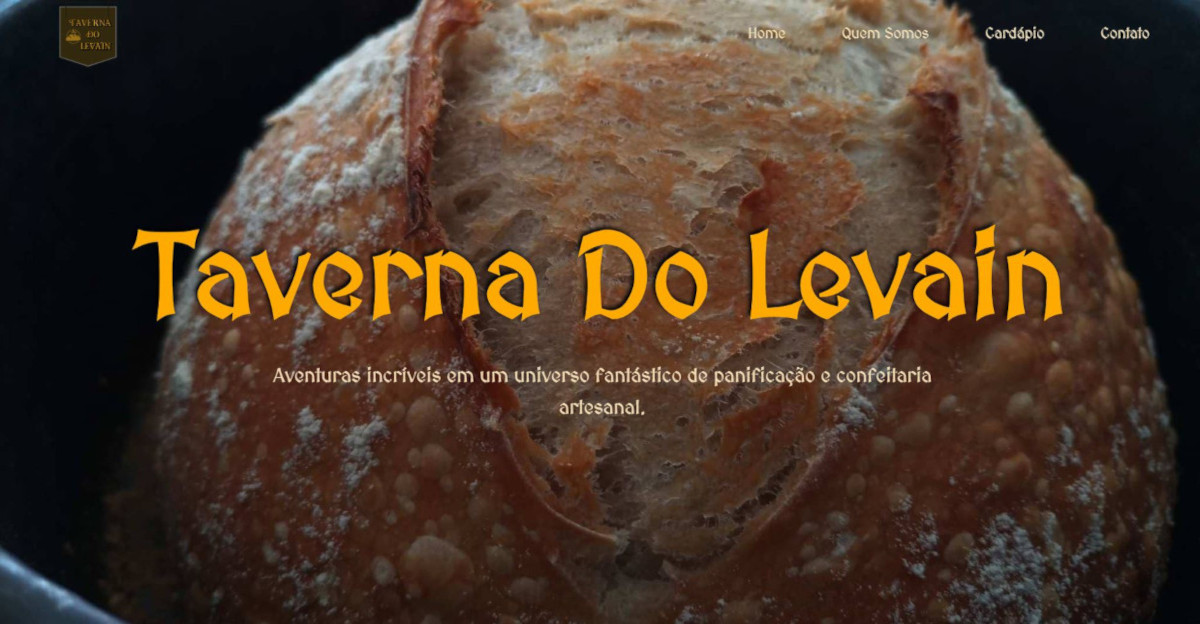 TAVERNA
DO
LEVAIN
Home Quem Somos Cardápio Contato
Taverna Do Levain
Aventuras incríveis em um universo fantástico de panificação e confeitaria
artesanal.